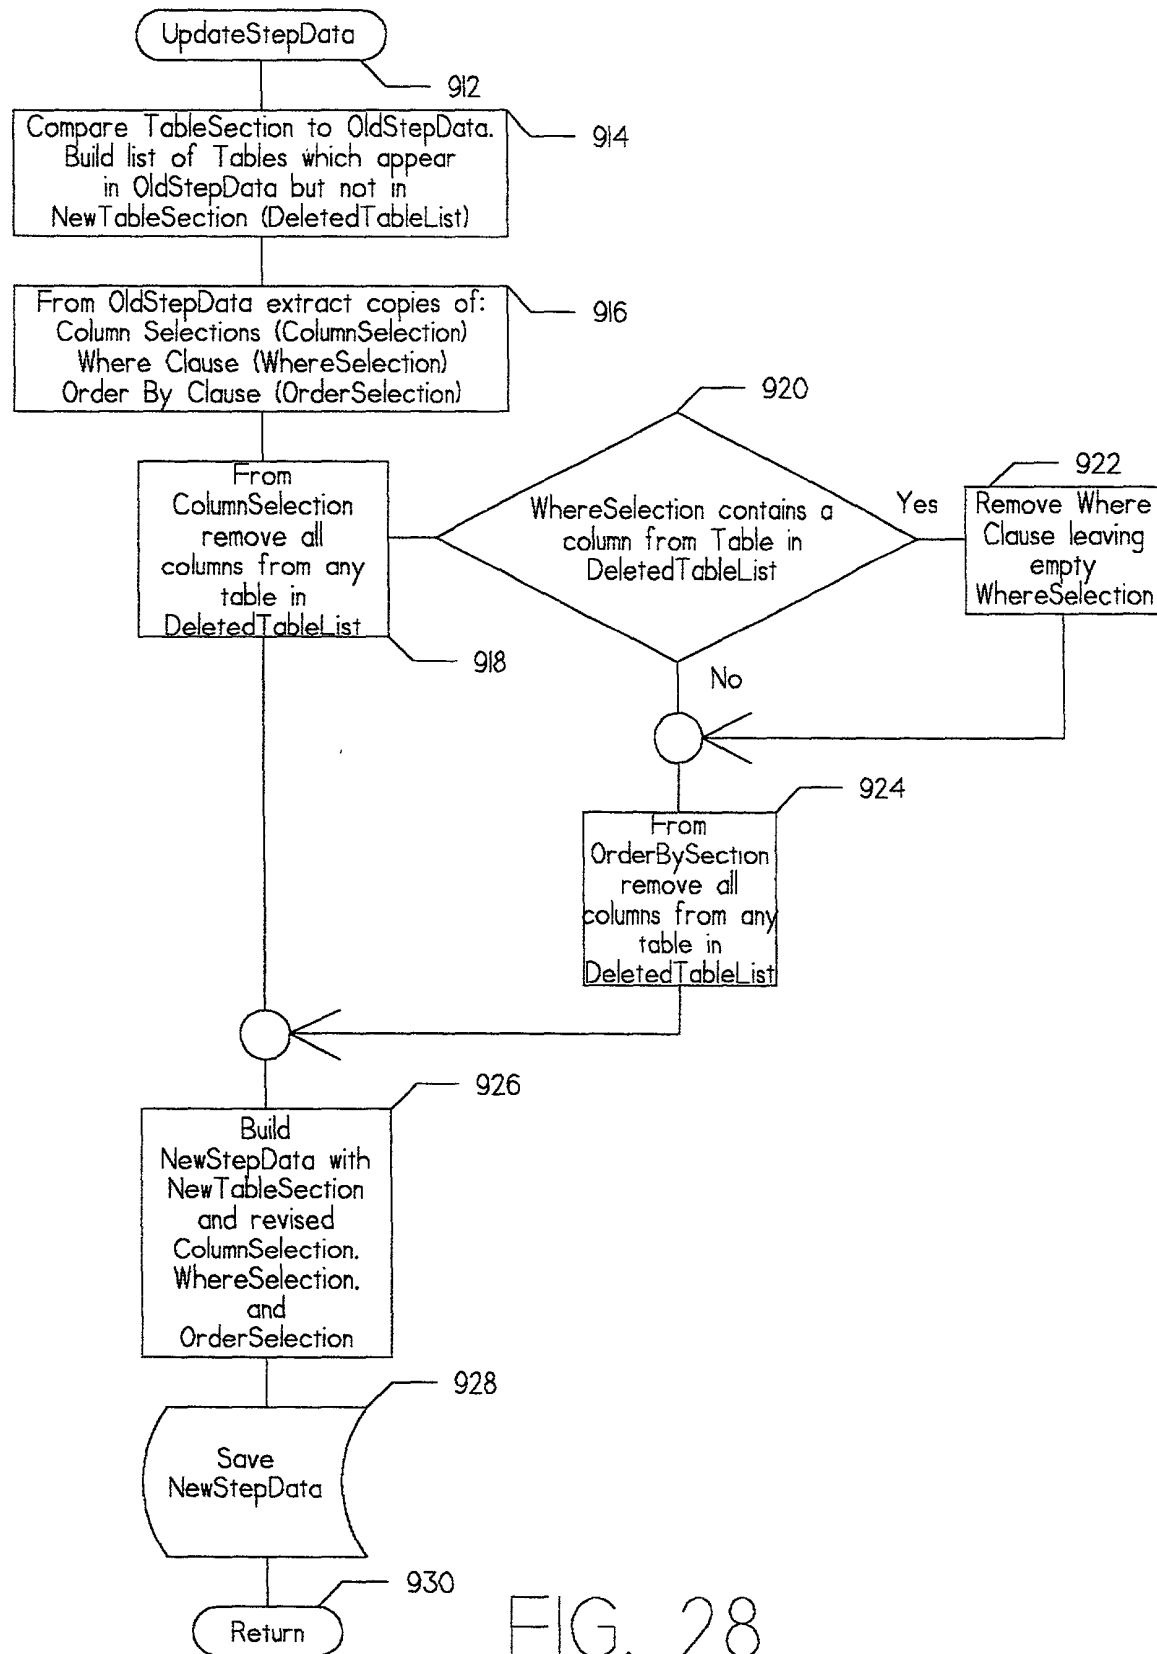 UpdateStepData
912
Compare TableSection to OldStepData.
Build list of Tables which appear
in OldStepData but not in
NewTableSection (DeletedTableList)
914
From OldStepData extract copies of:
Column Selections (ColumnSelection)
Where Clause (WhereSelection)
Order By Clause (OrderSelection)
916
From
ColumnSelection
remove all
columns from any
table in
DeletedTableList
918
920
WhereSelection contains a
column from Table in
DeletedTableList
Yes
No
922
Remove Where
Clause leaving
empty
WhereSelection
924
From
OrderBySection
remove all
columns from any
table in
DeletedTableList
926
Build
NewStepData with
NewTableSection
and revised
ColumnSelection.
WhereSelection.
and
OrderSelection
928
Save
NewStepData
930
Return
FIG. 28